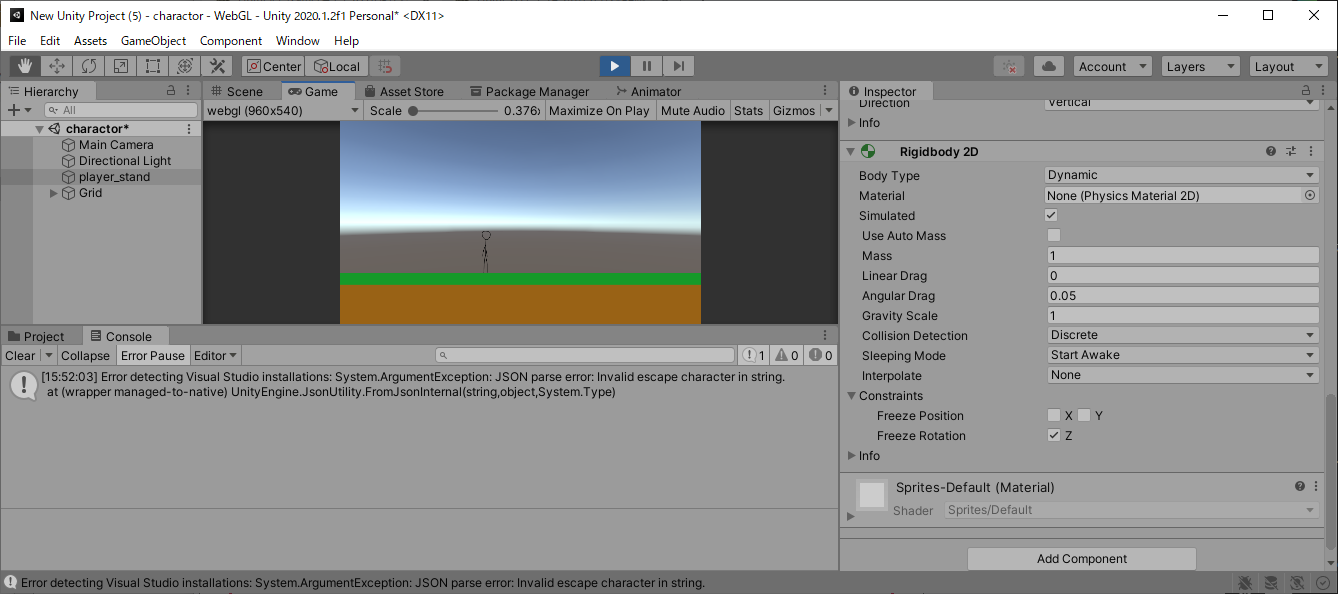 New Unity Project (5) - charactor - WebGL - Unity 2020.1.2f1 Personal* <DX11>
File Edit Assets GameObject Component Window Help
Center Local Account Layers Layout
Hierarchy
All
charactor*
Main Camera
Directional Light
player_stand
Grid
Scene Game Asset Store Package Manager Animator
webgl (960x540) Scale 0.376 Maximize On Play Mute Audio Stats Gizmos
Project Console
Clear Collapse Error Pause Editor 1 0 0
[15:52:03] Error detecting Visual Studio installations: System.ArgumentException: JSON parse error: Invalid escape character in string.
at (wrapper managed-to-native) UnityEngine.JsonUtility.FromJsonInternal(string,object,System.Type)
Inspector
Direction Vertical
Info
Rigidbody 2D
Body Type Dynamic
Material None (Physics Material 2D)
Simulated
Use Auto Mass
Mass 1
Linear Drag 0
Angular Drag 0.05
Gravity Scale 1
Collision Detection Discrete
Sleeping Mode Start Awake
Interpolate None
Constraints
Freeze Position X Y
Freeze Rotation Z
Info
Sprites-Default (Material)
Shader Sprites/Default
Add Component
Error detecting Visual Studio installations: System.ArgumentException: JSON parse error: Invalid escape character in string.